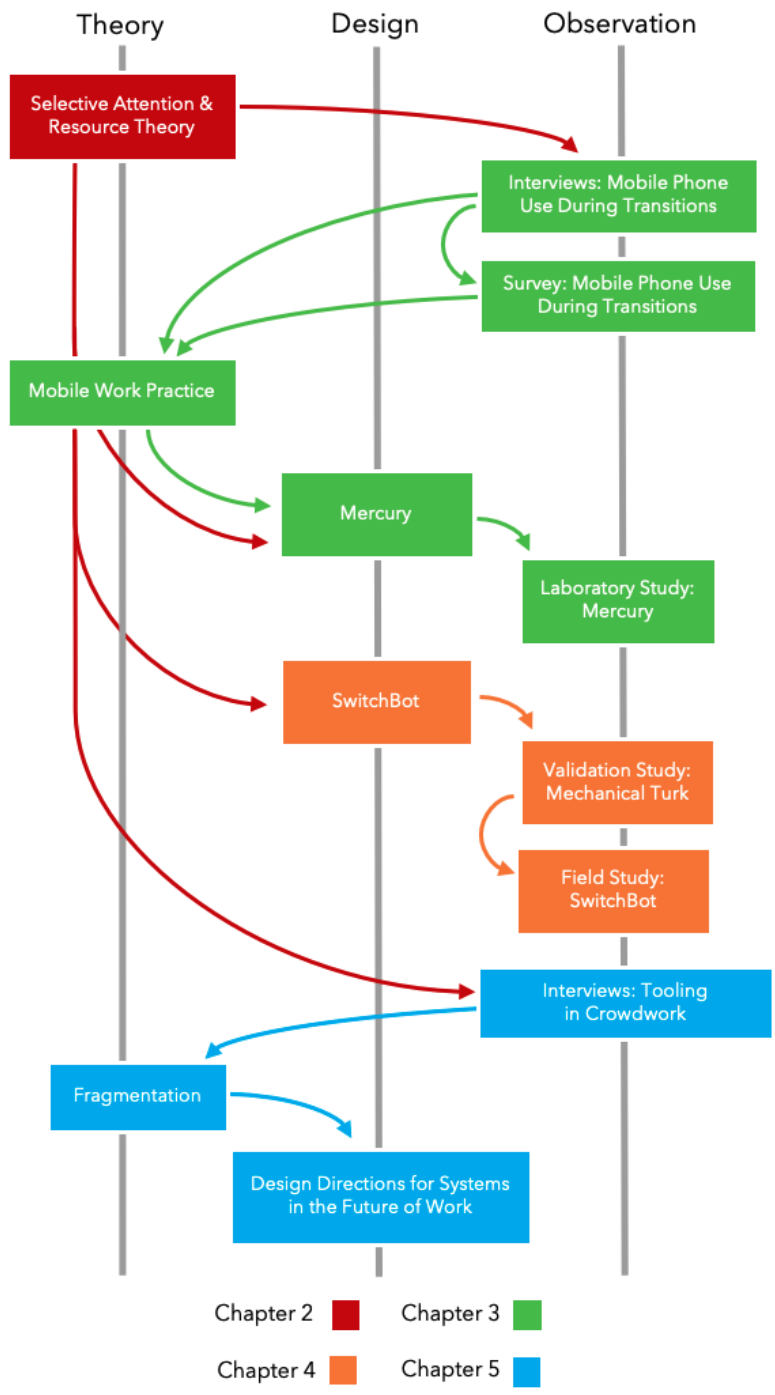 Theory
Design
Observation
Selective Attention &
Resource Theory
Interviews: Mobile Phone
Use During Transitions
Survey: Mobile Phone Use
During Transitions
Mobile Work Practice
Mercury
Laboratory Study:
Mercury
SwitchBot
Validation Study:
Mechanical Turk
Field Study:
SwitchBot
Interviews: Tooling
in Crowdwork
Fragmentation
Design Directions for Systems
in the Future of Work
Chapter 2
Chapter 3
Chapter 4
Chapter 5